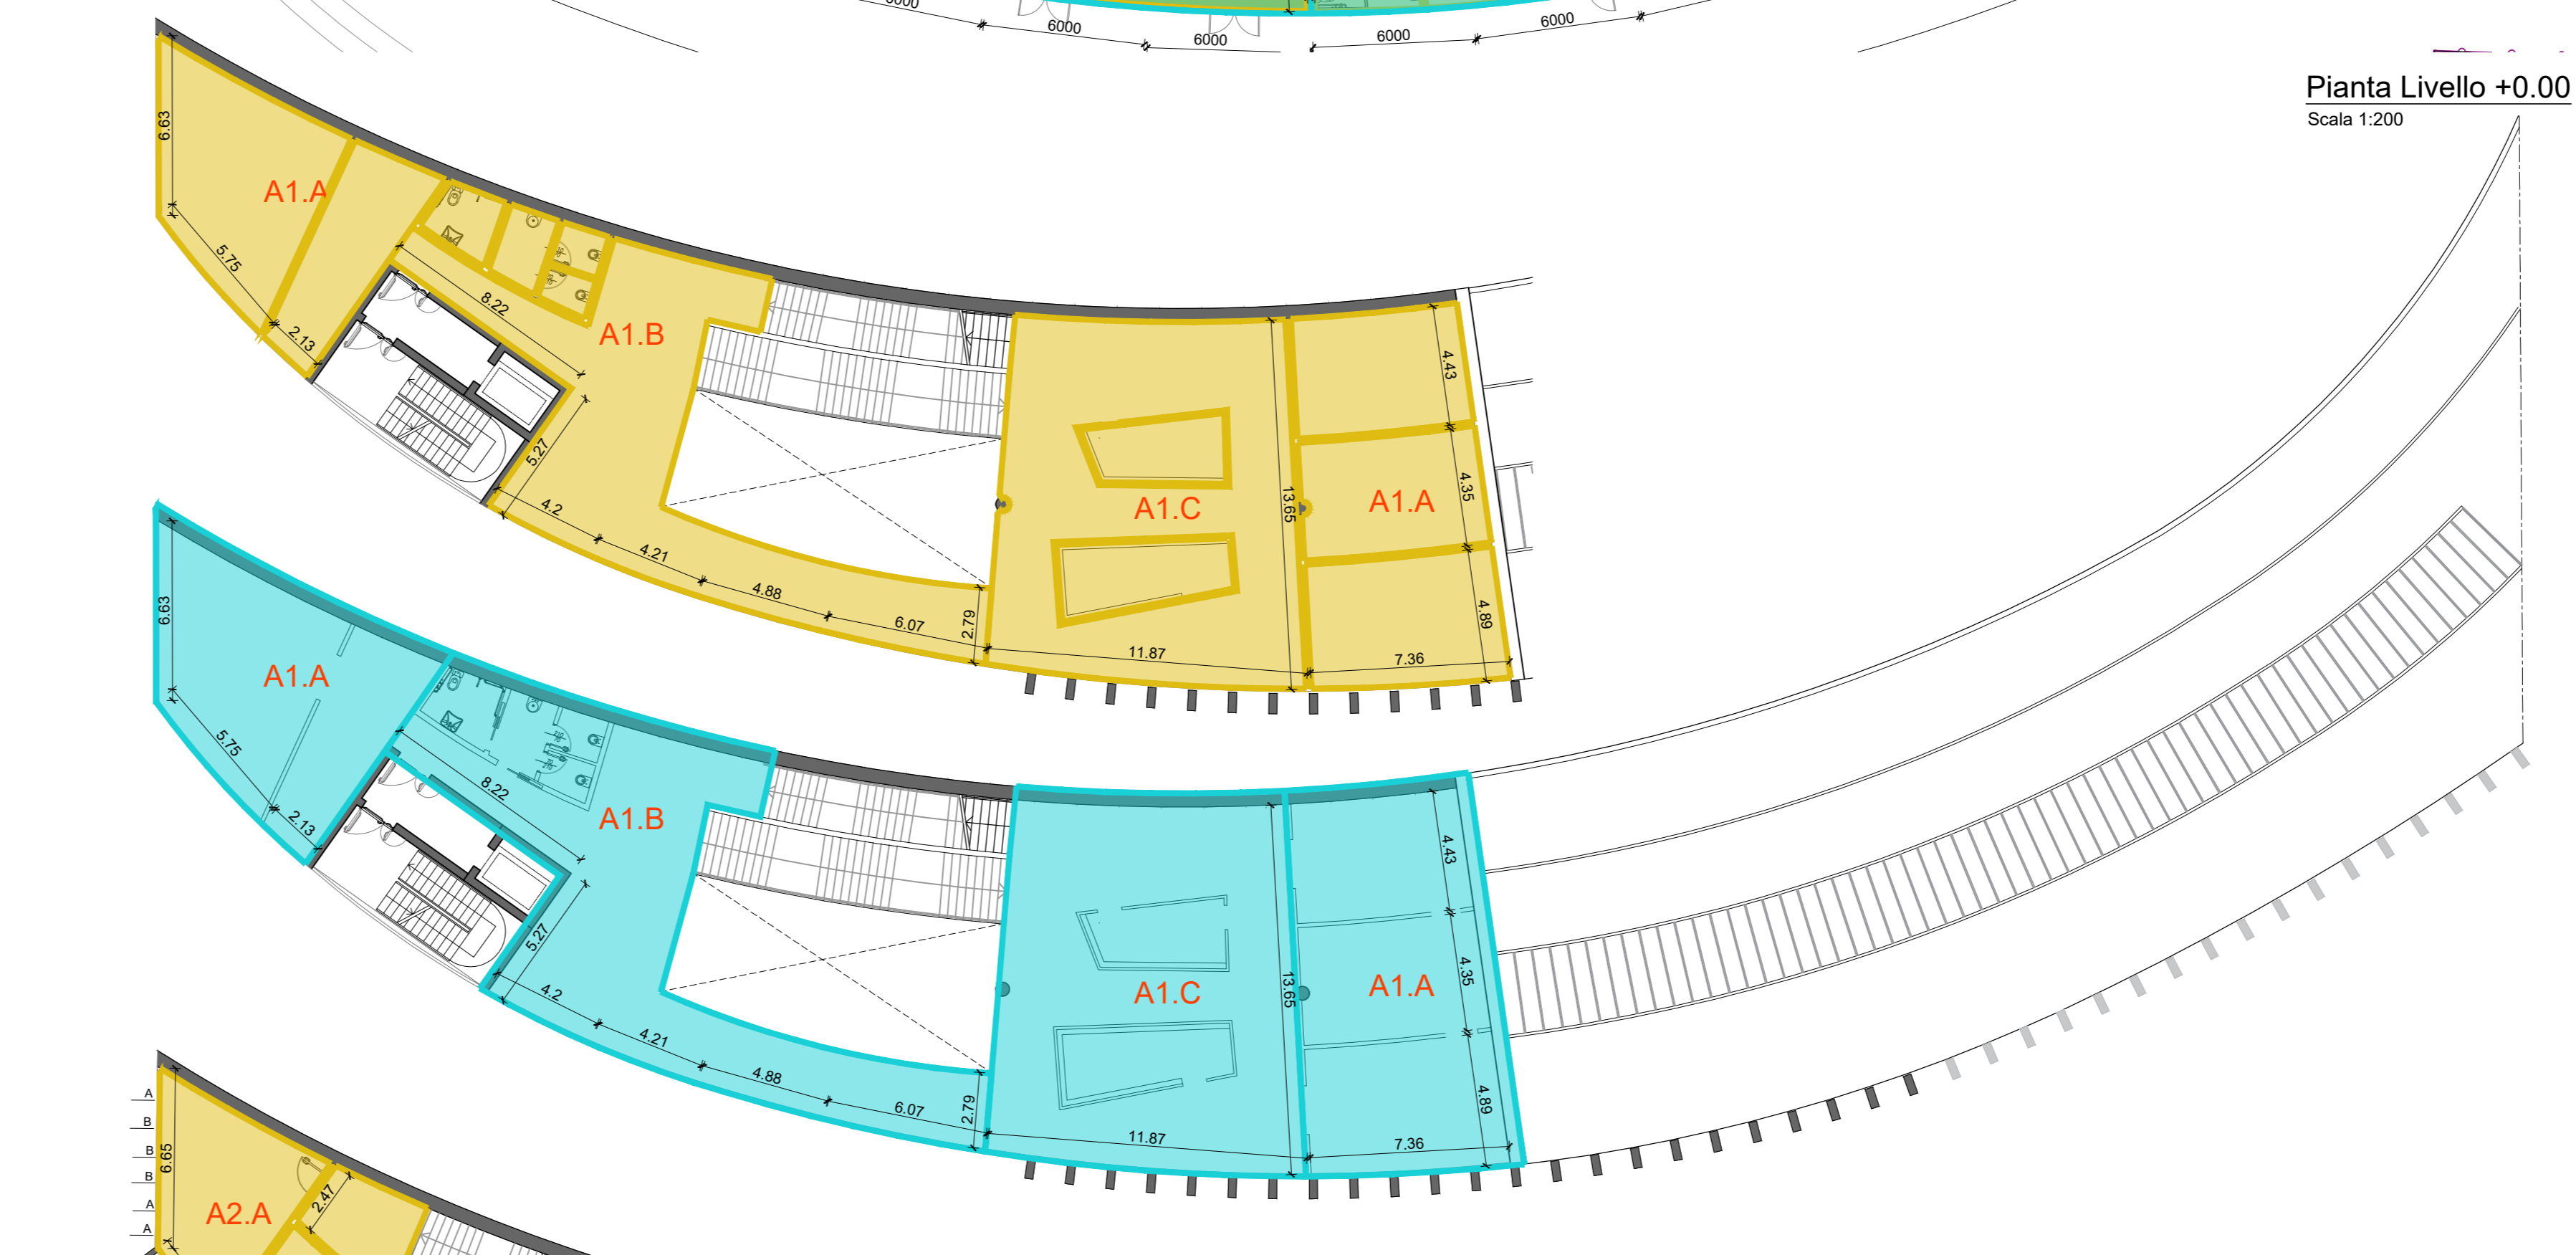 6000
6000
6000
6000
6000
Pianta Livello +0.00
Scala 1:200
6.63
A1.A
5.75
2.13
8.22
A1.B
5.27
4.2
4.21
4.88
6.07
2.79
A1.C
13.65
11.87
A1.A
4.43
4.35
4.89
7.36
6.63
A1.A
5.75
2.13
8.22
A1.B
5.27
4.2
4.21
4.88
6.07
2.79
A1.C
13.65
11.87
A1.A
4.43
4.35
4.89
7.36
A
B
B
B
A
A
6.65
A2.A
2.47